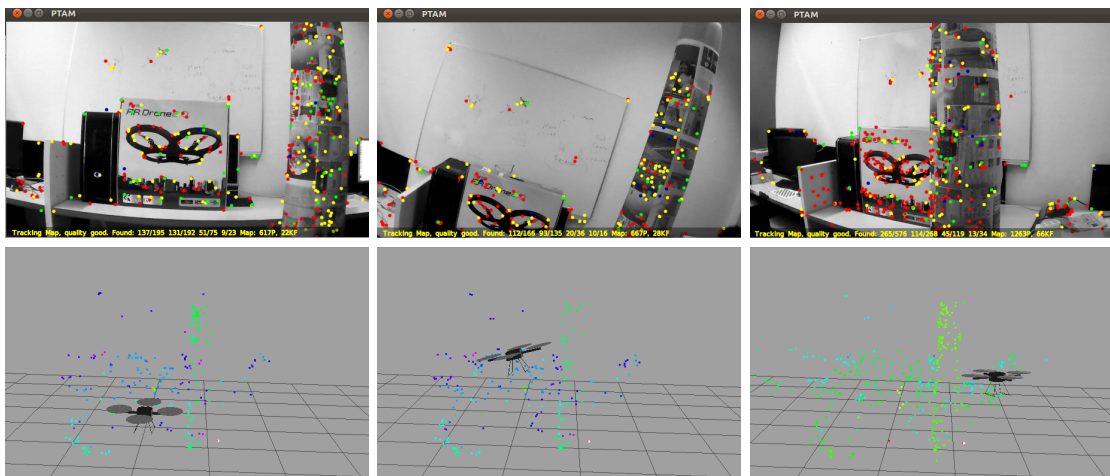 PTAM
AR.Drone
Tracking Map, quality good. Found: 137/195 131/192 51/75 9/23 Map: 617P, 22KF
PTAM
AR.Drone
Tracking Map, quality good. Found: 112/166 93/135 20/36 10/16 Map: 667P, 28KF
PTAM
Tracking Map, quality good. Found: 265/576 114/268 45/119 13/34 Map: 1263P, 66KF